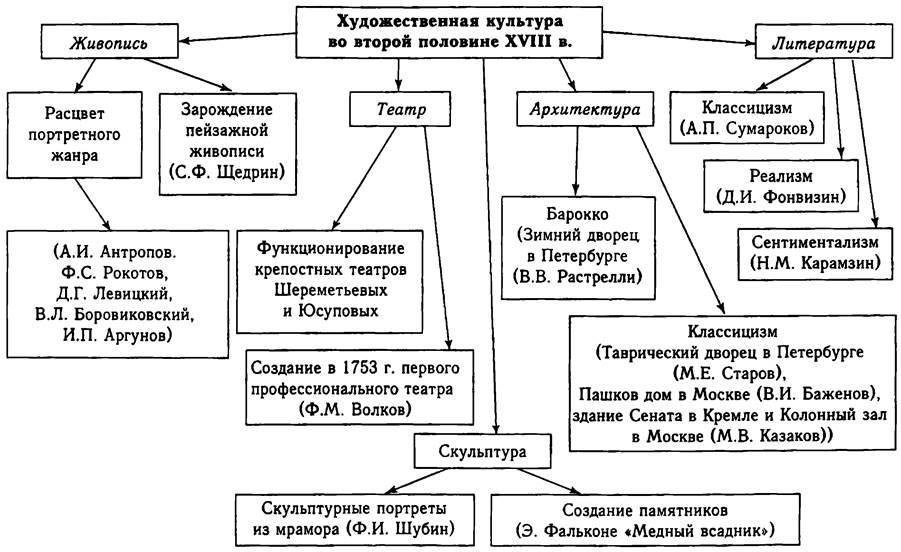 Художественная культура
во второй половине XVIII в.
Живопись
Литература
Расцвет
портретного
жанра
Зарождение
пейзажной
живописи
(С.Ф. Щедрин)
Театр
Архитектура
Классицизм
(А.П. Сумароков)
Реализм
(Д.И. Фонвизин)
Сентиментализм
(Н.М. Карамзин)
(А.И. Антропов.
Ф.С. Рокотов,
Д.Г. Левицкий,
В.Л. Боровиковский,
И.П. Аргунов)
Функционирование
крепостных театров
Шереметьевых
и Юсуповых
Барокко
(Зимний дворец
в Петербурге
(В.В. Растрелли)
Создание в 1753 г. первого
профессионального театра
(Ф.М. Волков)
Классицизм
(Таврический дворец в Петербурге
(М.Е. Старов),
Пашков дом в Москве (В.И. Баженов),
здание Сената в Кремле и Колонный зал
в Москве (М.В. Казаков))
Скульптура
Скульптурные портреты
из мрамора (Ф.И. Шубин)
Создание памятников
(Э. Фальконе «Медный всадник»)